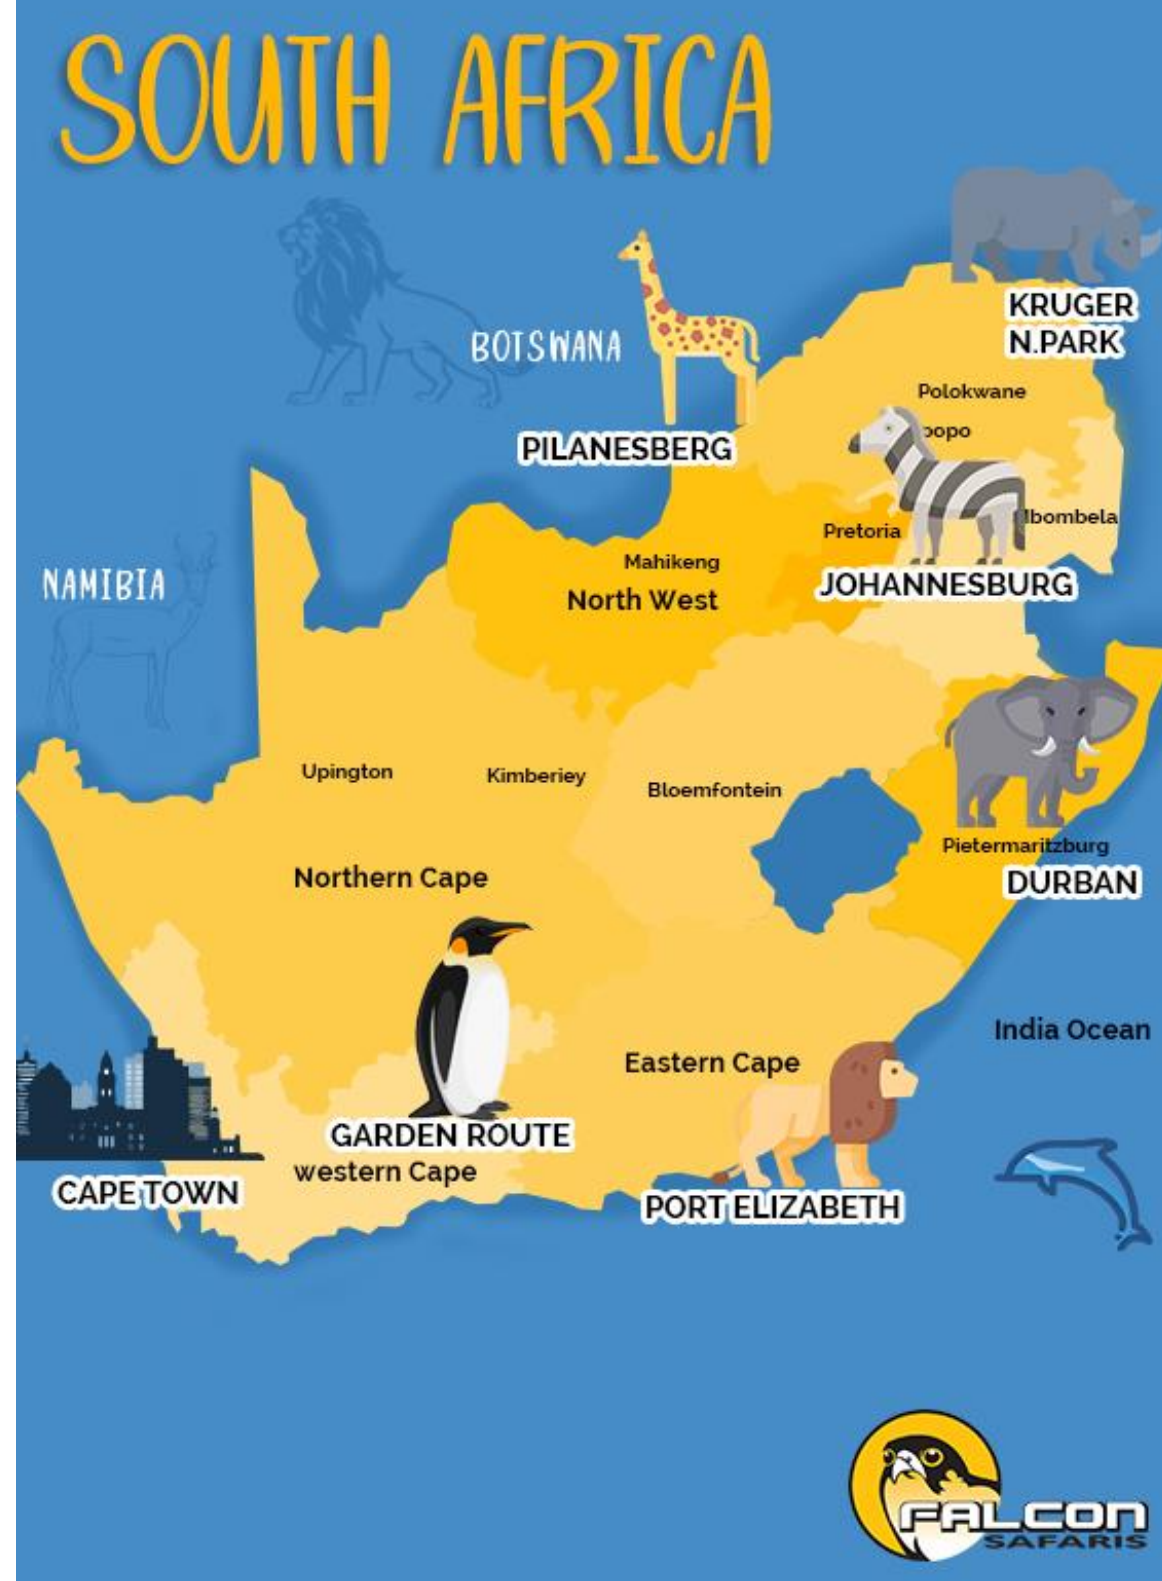 SOUTH AFRICA
KRUGER
N.PARK
BOTSWANA
Polokwane
PILANESBERG
Mbombela
Pretoria
Mahikeng
NAMIBIA
JOHANNESBURG
North West
Upington
Kimberiey
Bloemfontein
Pietermaritzburg
Northern Cape
DURBAN
India Ocean
Eastern Cape
GARDEN ROUTE
western Cape
CAPE TOWN
PORT ELIZABETH
FALCON
SAFARIS